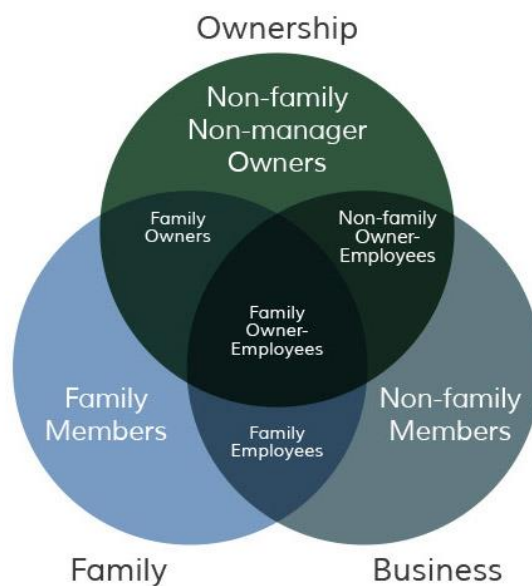 Ownership
Non-family
Non-manager
Owners
Family
Owners
Non-family
Owner-
Employees
Family
Owner-
Employees
Family
Members
Non-family
Members
Family
Employees
Family
Business